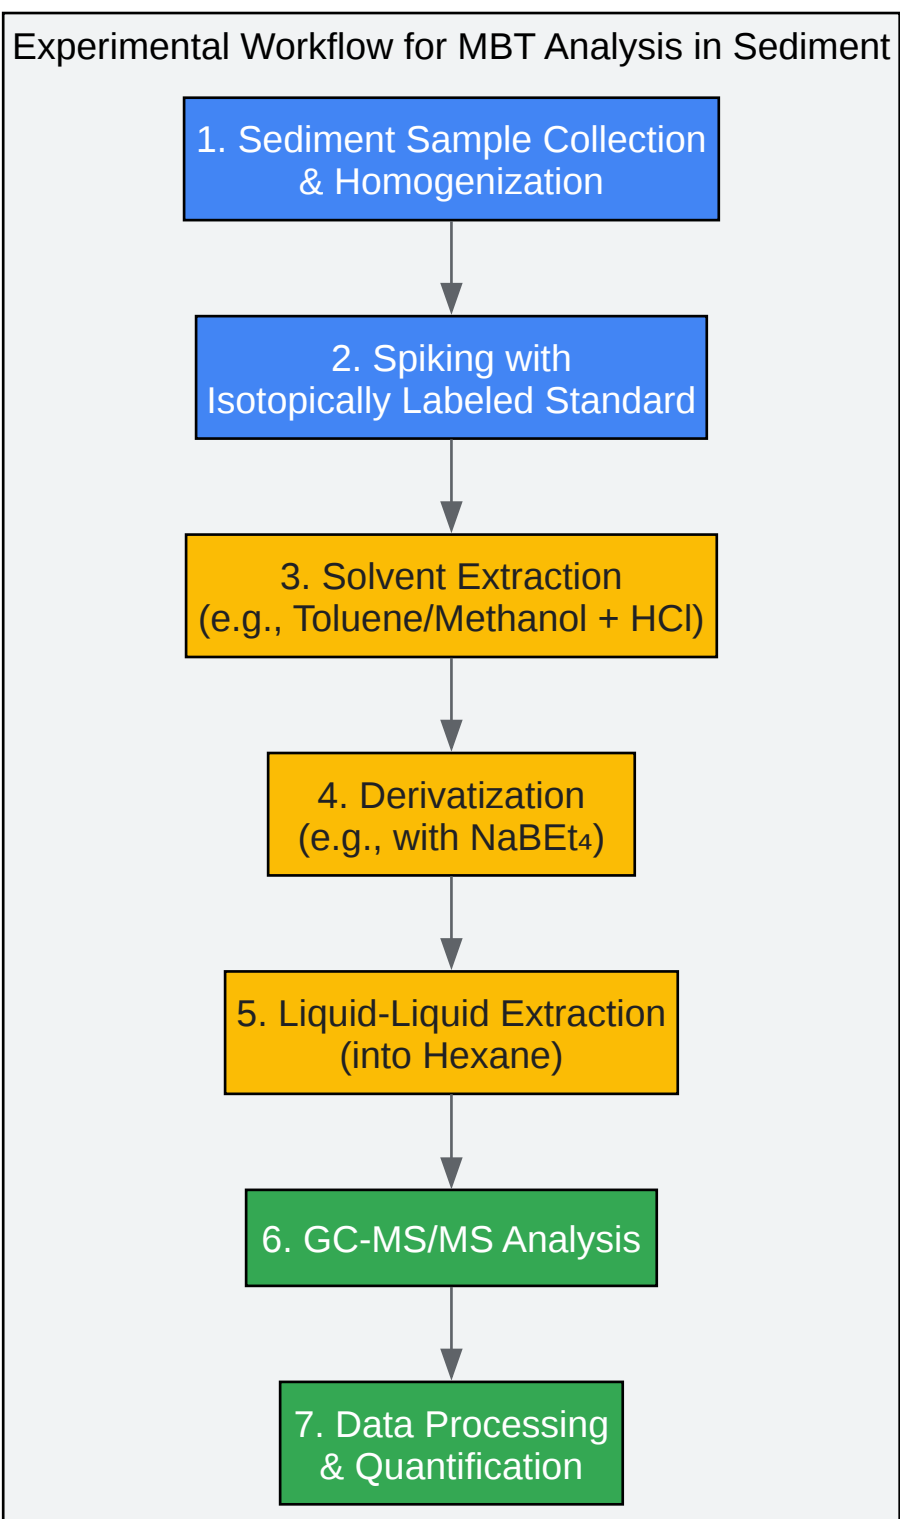 Experimental Workflow for MBT Analysis in Sediment
1. Sediment Sample Collection
& Homogenization
2. Spiking with
Isotopically Labeled Standard
3. Solvent Extraction
(e.g., Toluene/Methanol + HCl)
4. Derivatization
(e.g., with NaBEt₄)
5. Liquid-Liquid Extraction
(into Hexane)
6. GC-MS/MS Analysis
7. Data Processing
& Quantification